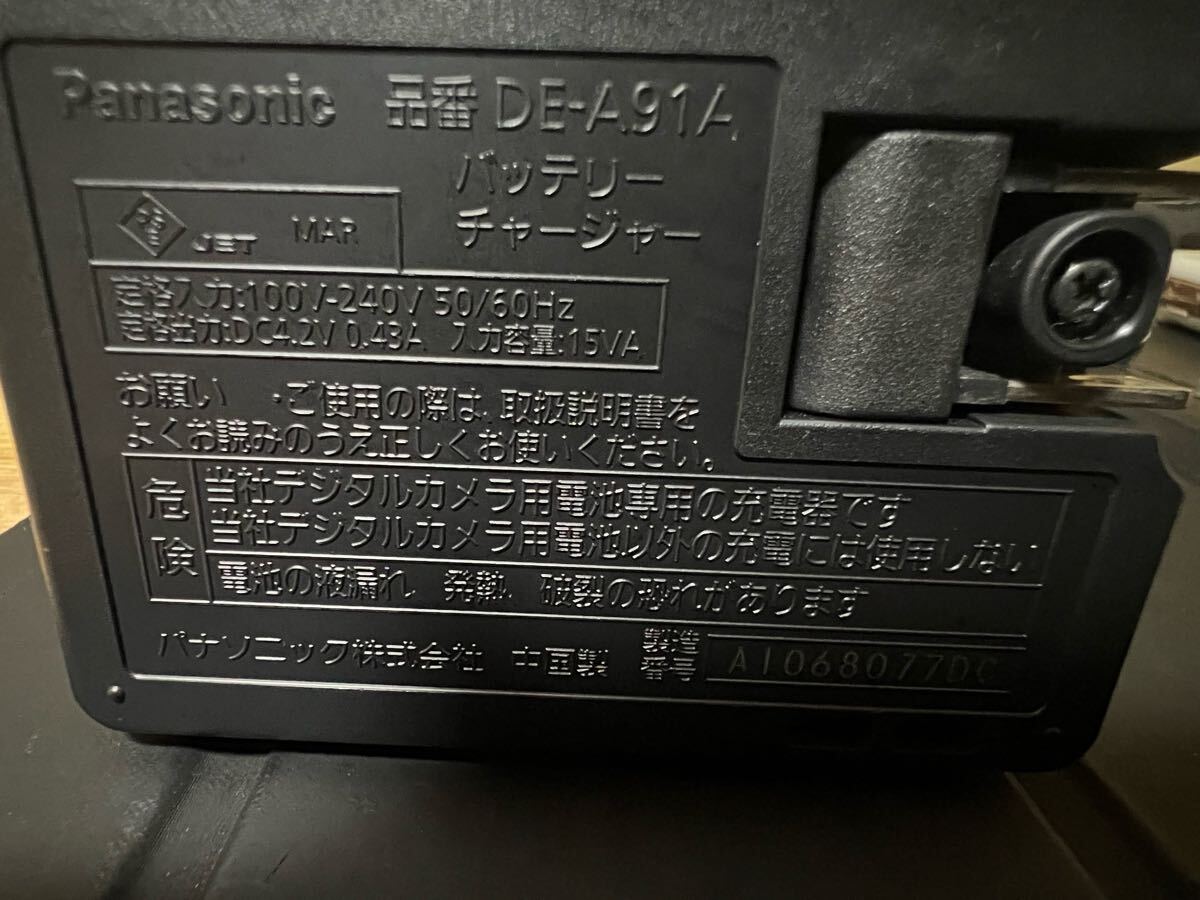 Panasonic 品番 DE-A91A
バッテリー
チャージャー
JET MAR
定格入力:100V-240V 50/60Hz
定格出力:DC4.2V 0.43A 入力容量:15VA
お願い ・ご使用の際は、取扱説明書を
よくお読みのうえ正しくお使いください。
危険
当社デジタルカメラ用電池専用の充電器です
当社デジタルカメラ用電池以外の充電には使用しない
電池の液漏れ 発熱 破裂の恐れがあります
パナソニック株式会社 中国製 製造番号 A1068077DC